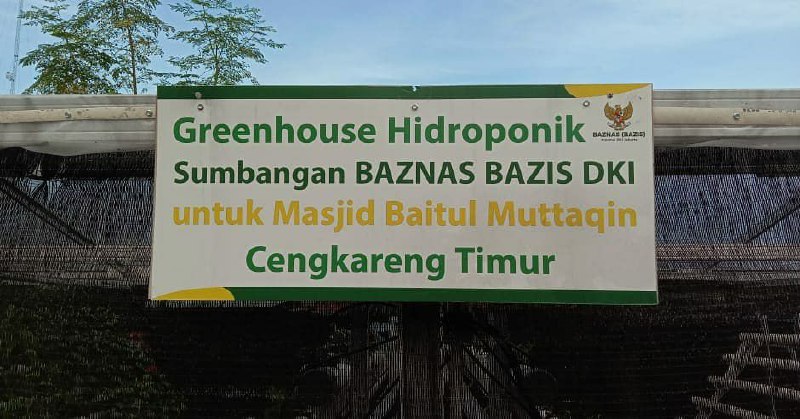 Greenhouse Hidroponik
BAZNAS (BAZIS)
Sumbangan BAZNAS BAZIS DKI
untuk Masjid Baitul Muttaqin
Cengkareng Timur